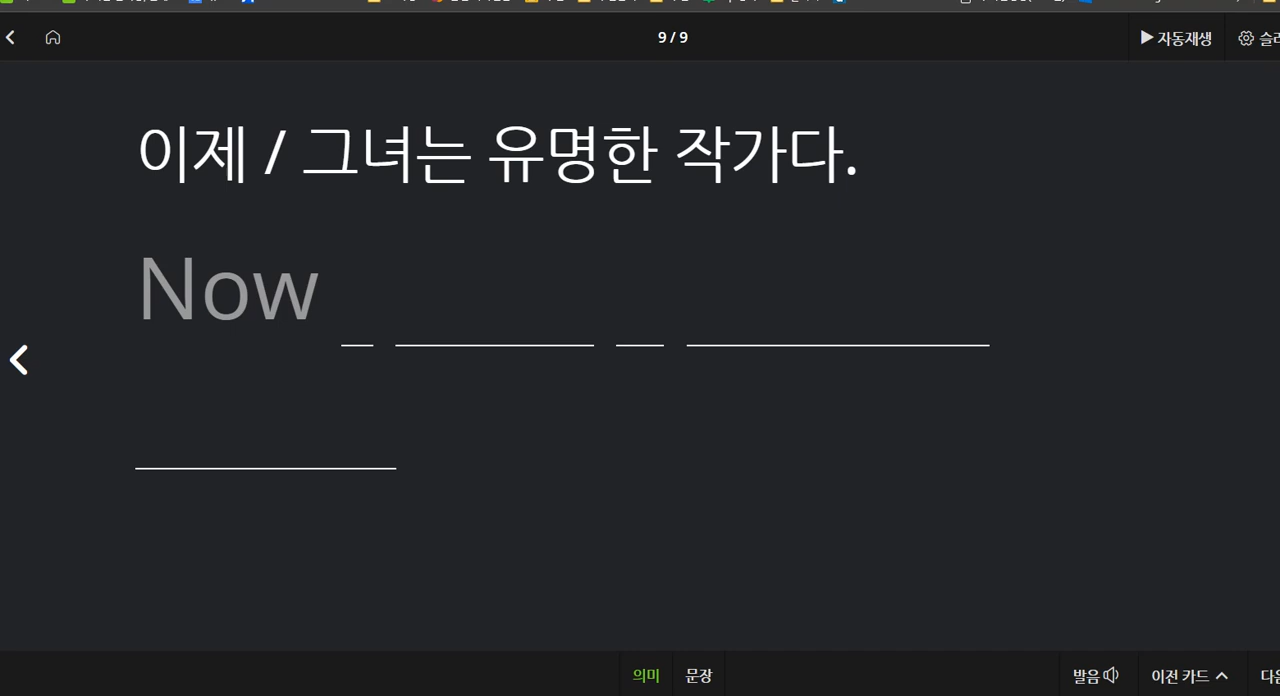 9 / 9
▶ 자동재생
이제 / 그녀는 유명한 작가다.
Now
의미
문장
발음
이전 카드